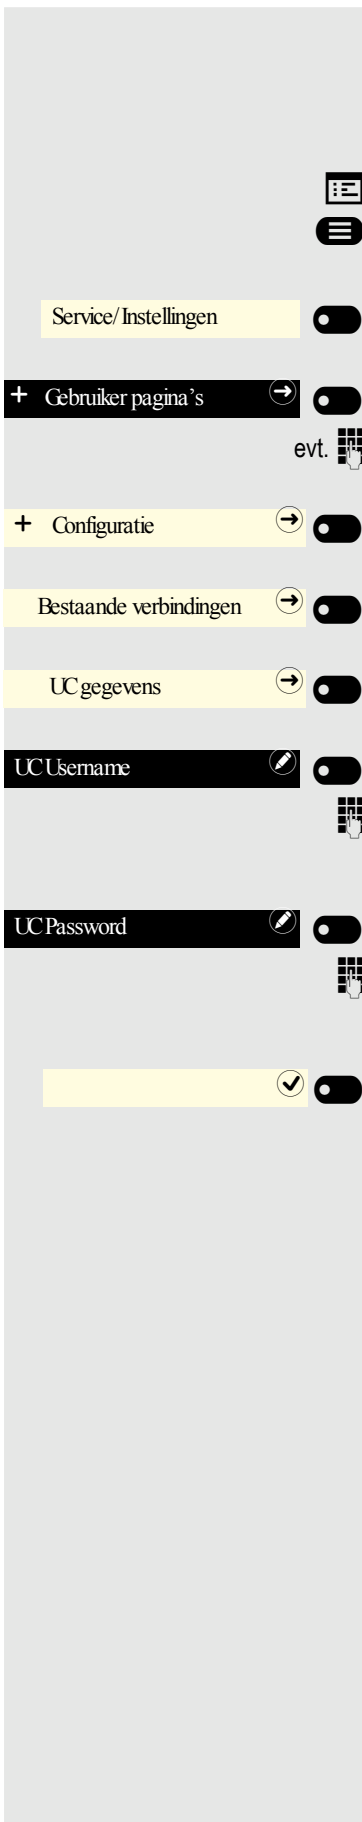 Service/Instellingen
+ Gebruiker pagina’s
evt.
+ Configuratie
Bestaande verbindingen
UC gegevens
UC Username
UC Password